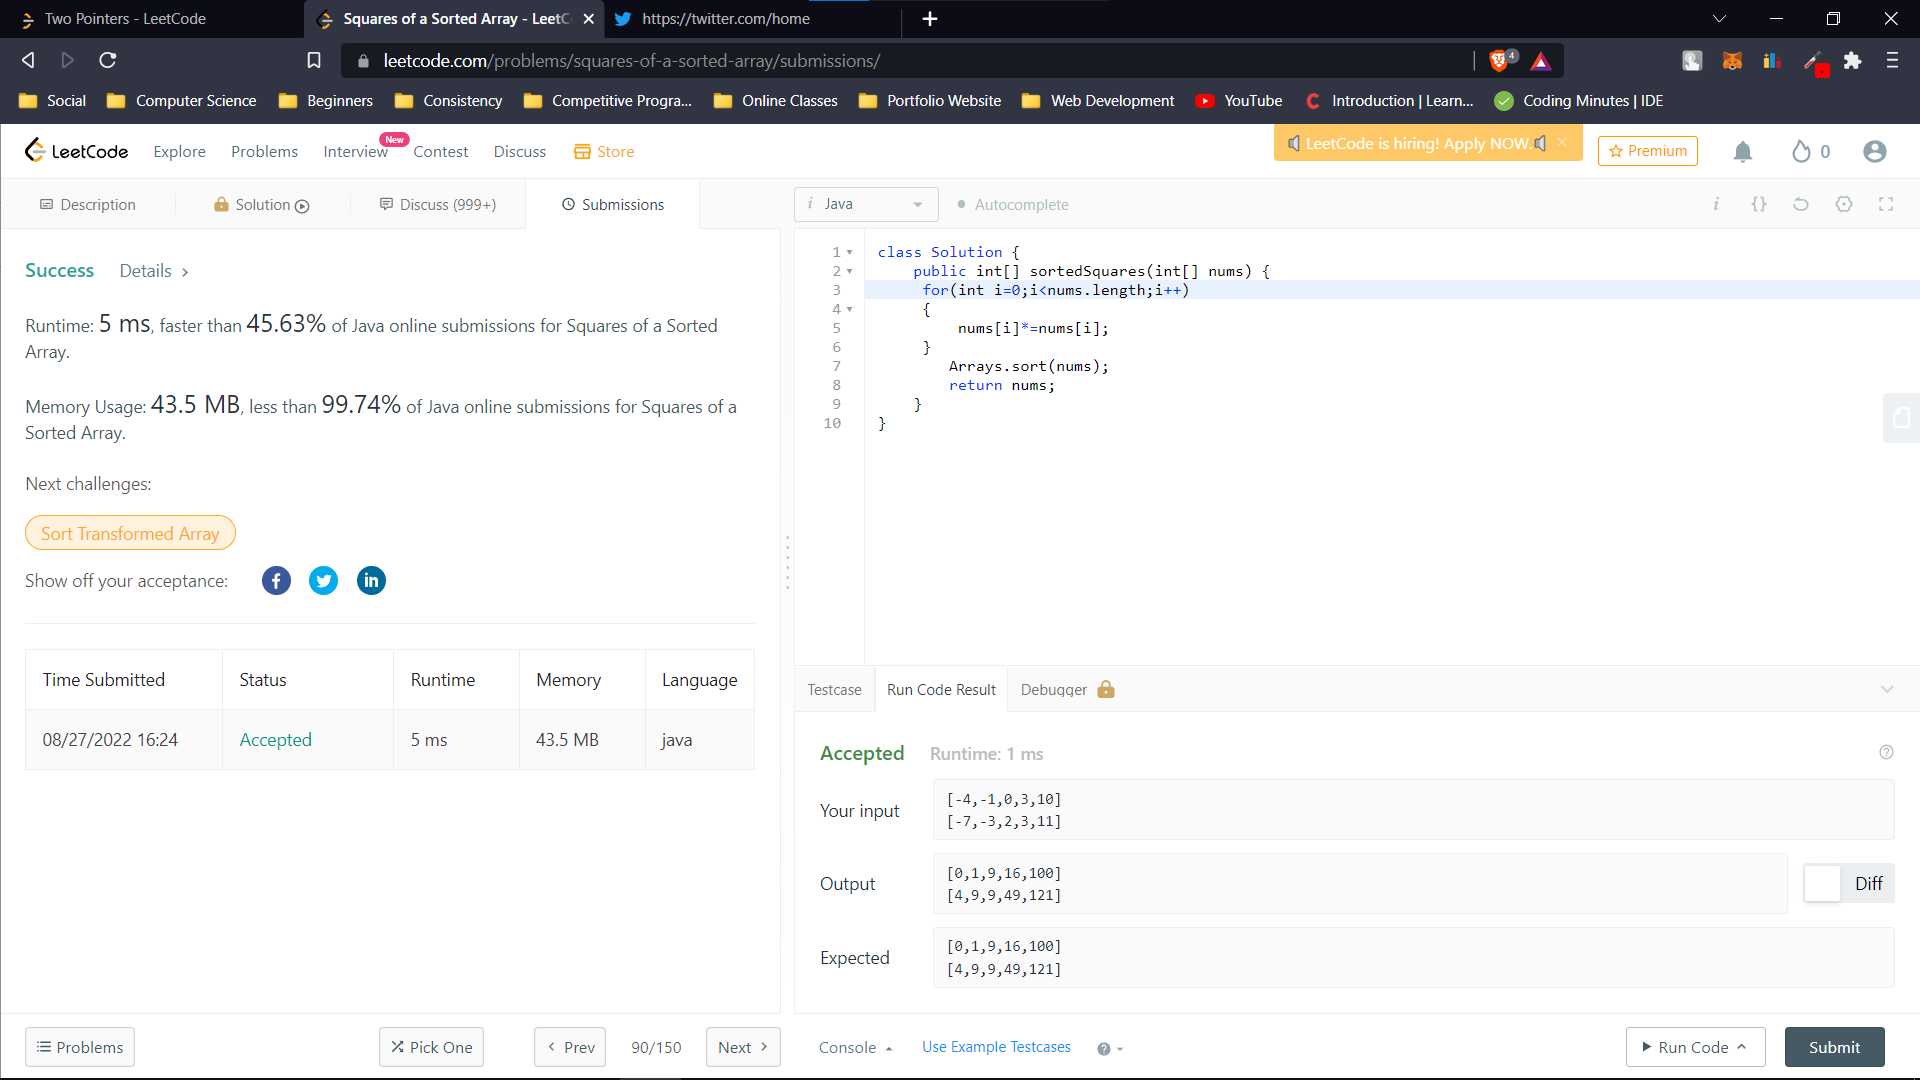 Two Pointers - LeetCode
Squares of a Sorted Array - LeetC
https://twitter.com/home
leetcode.com/problems/squares-of-a-sorted-array/submissions/
4
Social
Computer Science
Beginners
Consistency
Competitive Progra...
Online Classes
Portfolio Website
Web Development
YouTube
Introduction | Learn...
Coding Minutes | IDE
LeetCode
Explore
Problems
Interview
New
Contest
Discuss
Store
LeetCode is hiring! Apply NOW.
Premium
0
Description
Solution
Discuss (999+)
Submissions
i Java
Autocomplete
i
{}
Success
Details >
Runtime: 5 ms, faster than 45.63% of Java online submissions for Squares of a Sorted
Array.
Memory Usage: 43.5 MB, less than 99.74% of Java online submissions for Squares of a
Sorted Array.
Next challenges:
Sort Transformed Array
Show off your acceptance:
Time Submitted Status Runtime Memory Language
08/27/2022 16:24 Accepted 5 ms 43.5 MB java
1 class Solution {
2 public int[] sortedSquares(int[] nums) {
3 for(int i=0;i<nums.length;i++)
4 {
5 nums[i]*=nums[i];
6 }
7 Arrays.sort(nums);
8 return nums;
9 }
10 }
Testcase
Run Code Result
Debugger
Accepted Runtime: 1 ms
Your input
[-4,-1,0,3,10]
[-7,-3,2,3,11]
Output
[0,1,9,16,100]
[4,9,9,49,121]
Diff
Expected
[0,1,9,16,100]
[4,9,9,49,121]
Problems
Pick One
< Prev
90/150
Next >
Console
Use Example Testcases
Run Code
Submit